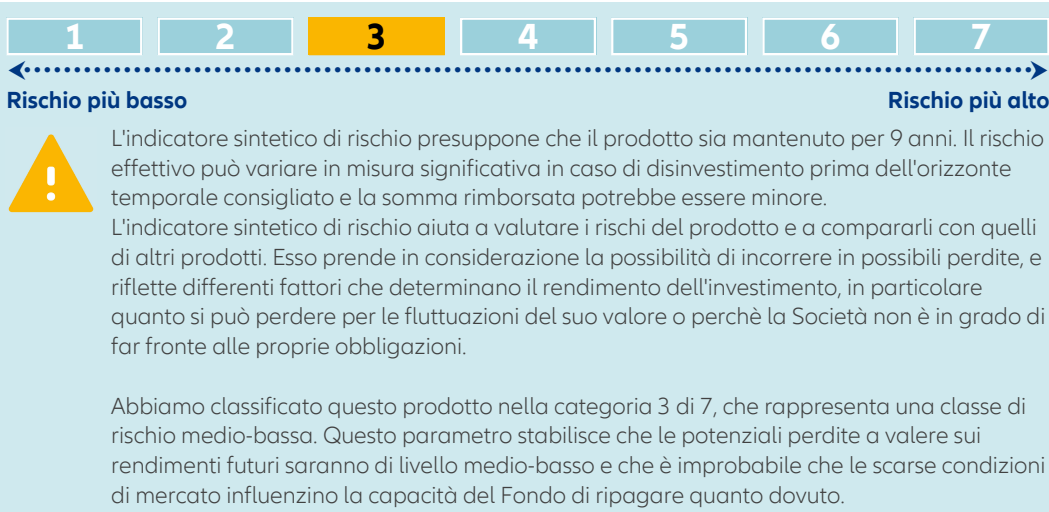 1 2 3 4 5 6 7
Rischio più basso Rischio più alto
L'indicatore sintetico di rischio presuppone che il prodotto sia mantenuto per 9 anni. Il rischio
effettivo può variare in misura significativa in caso di disinvestimento prima dell'orizzonte
temporale consigliato e la somma rimborsata potrebbe essere minore.
L'indicatore sintetico di rischio aiuta a valutare i rischi del prodotto e a compararli con quelli
di altri prodotti. Esso prende in considerazione la possibilità di incorrere in possibili perdite, e
riflette differenti fattori che determinano il rendimento dell'investimento, in particolare
quanto si può perdere per le fluttuazioni del suo valore o perchè la Società non è in grado di
far fronte alle proprie obbligazioni.
Abbiamo classificato questo prodotto nella categoria 3 di 7, che rappresenta una classe di
rischio medio-bassa. Questo parametro stabilisce che le potenziali perdite a valere sui
rendimenti futuri saranno di livello medio-basso e che è improbabile che le scarse condizioni
di mercato influenzino la capacità del Fondo di ripagare quanto dovuto.